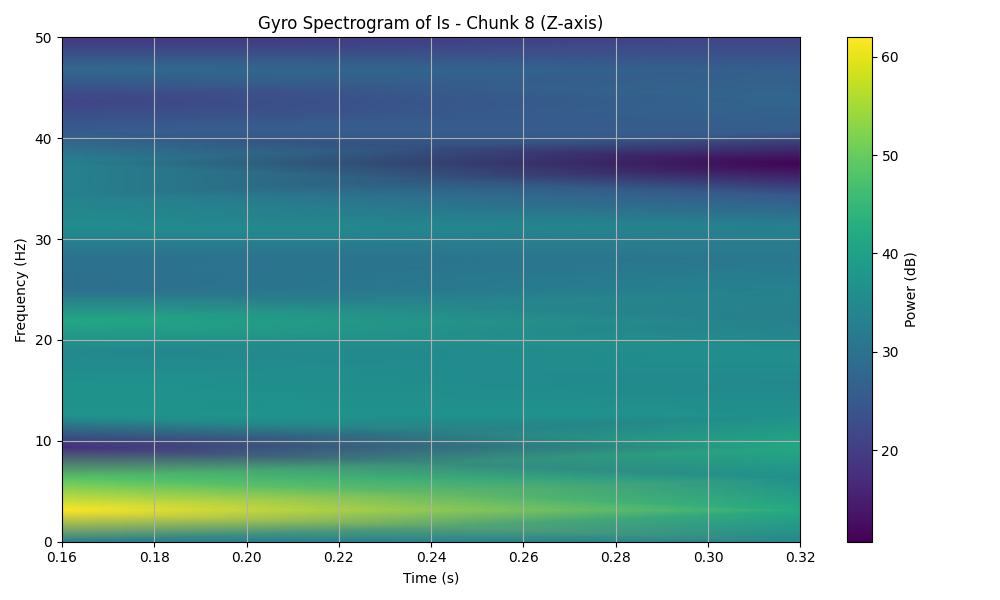 Gyro Spectrogram of Is - Chunk 8 (Z-axis)
50
40
30
20
10
0
Frequency (Hz)
0.16 0.18 0.20 0.22 0.24 0.26 0.28 0.30 0.32
Time (s)
60
50
40
30
20
Power (dB)